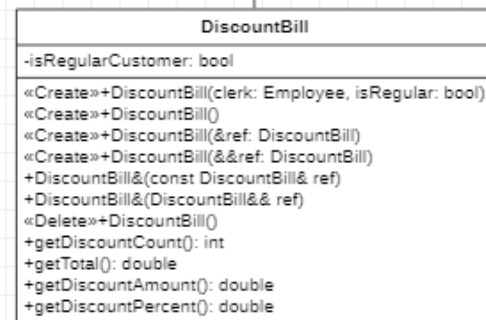 DiscountBill
-isRegularCustomer: bool
«Create»+DiscountBill(clerk: Employee, isRegular: bool)
«Create»+DiscountBill()
«Create»+DiscountBill(&ref: DiscountBill)
«Create»+DiscountBill(&&ref: DiscountBill)
+DiscountBill&(const DiscountBill& ref)
+DiscountBill&(DiscountBill&& ref)
«Delete»+DiscountBill()
+getDiscountCount(): int
+getTotal(): double
+getDiscountAmount(): double
+getDiscountPercent(): double